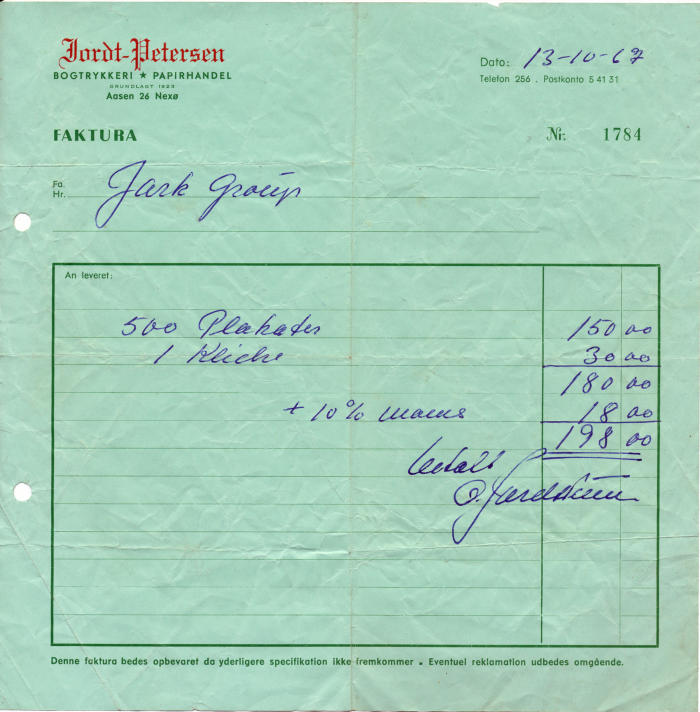 Jordt-Petersen
BOGTRYKKERI ★ PAPIRHANDEL
GRUNDLAGT 1923
Aasen 26 Nexø
Dato: 13-10-67
Telefon 256 . Postkonto 5 41 31
FAKTURA
Nr. 1784
Fa.
Hr. Jark Group
An leveret:
500 Plakater 150 00
1 Kliche 30 00
180 00
+ 10% moms 18 00
198 00
betalt
Denne faktura bedes opbevaret da yderligere specifikation ikke fremkommer . Eventuel reklamation udbedes omgående.